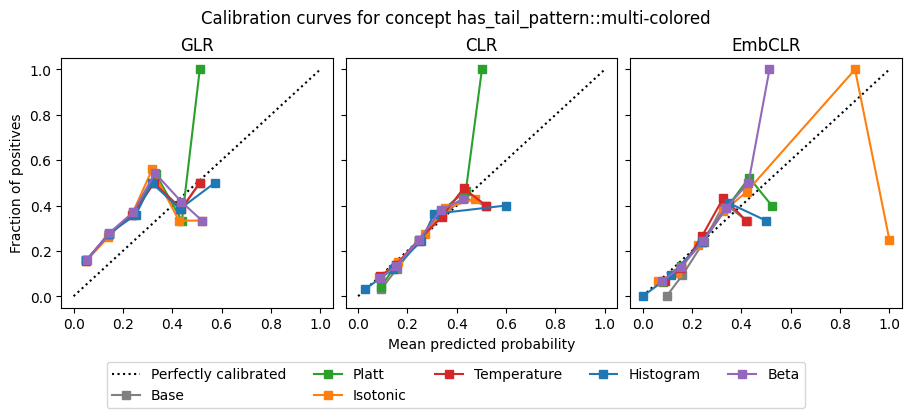 Calibration curves for concept has_tail_pattern::multi-colored
GLR
CLR
EmbCLR
Fraction of positives
1.0
0.8
0.6
0.4
0.2
0.0
0.0 0.2 0.4 0.6 0.8 1.0
0.0 0.2 0.4 0.6 0.8 1.0
0.0 0.2 0.4 0.6 0.8 1.0
Mean predicted probability
Perfectly calibrated
Base
Platt
Isotonic
Temperature
Histogram
Beta